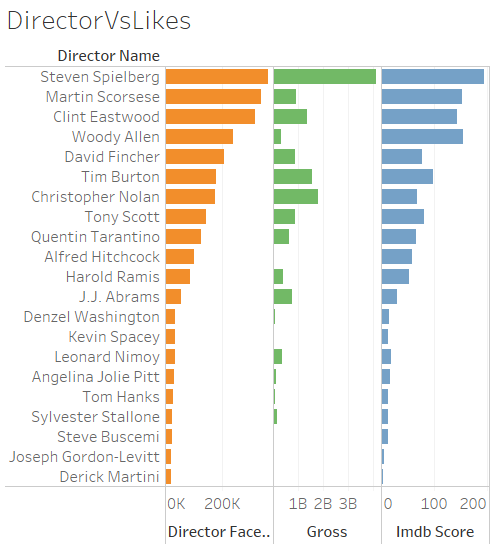 DirectorVsLikes
Director Name
Steven Spielberg
Martin Scorsese
Clint Eastwood
Woody Allen
David Fincher
Tim Burton
Christopher Nolan
Tony Scott
Quentin Tarantino
Alfred Hitchcock
Harold Ramis
J.J. Abrams
Denzel Washington
Kevin Spacey
Leonard Nimoy
Angelina Jolie Pitt
Tom Hanks
Sylvester Stallone
Steve Buscemi
Joseph Gordon-Levitt
Derick Martini
0K 200K 1B 2B 3B 0 100 200
Director Face.. Gross Imdb Score